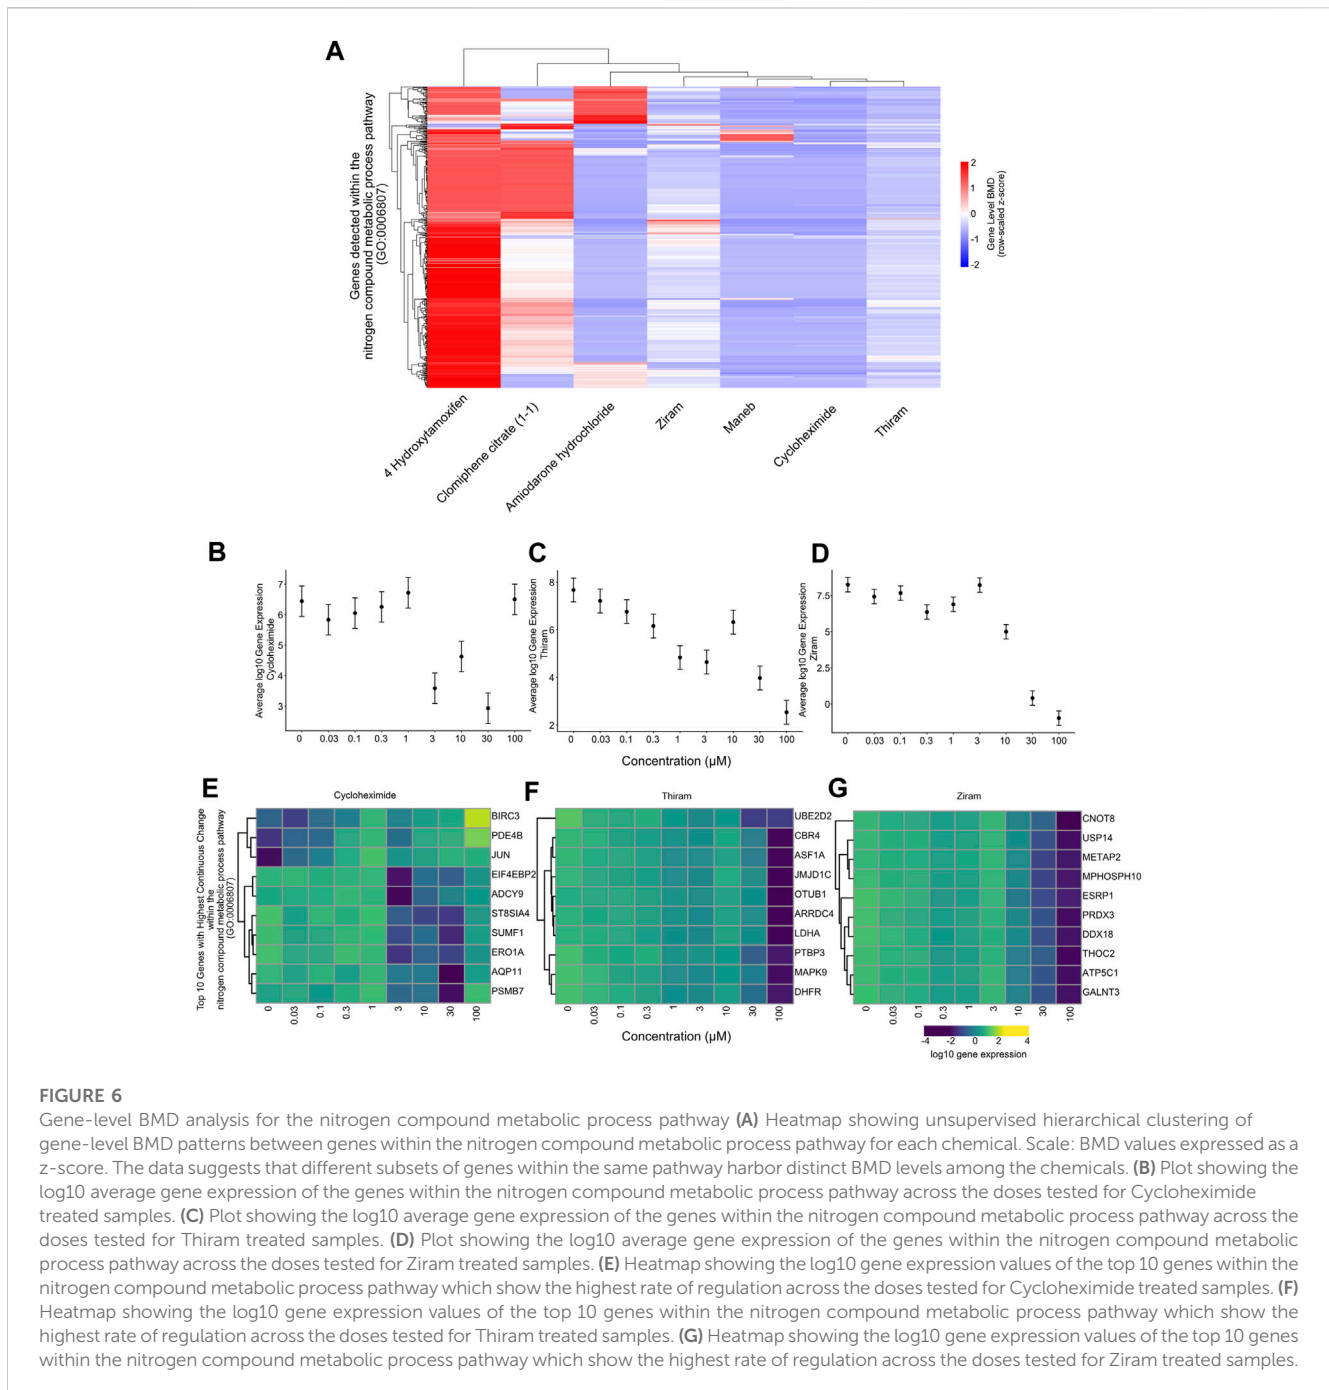 A
Genes detected within the
nitrogen compound metabolic process pathway
(GO:0006807)
2
1
0
-1
-2
Gene Level BMD
(row-scaled z-score)
4 Hydroxytamoxifen
Clomiphene citrate (1-1)
Amiodarone hydrochloride
Ziram
Maneb
Cycloheximide
Thiram
B
Average log10 Gene Expression
Cycloheximide
7
6
5
4
3
0 0.03 0.1 0.3 1 3 10 30 100
C
Average log10 Gene Expression
Thiram
8
6
4
2
0 0.03 0.1 0.3 1 3 10 30 100
Concentration (µM)
D
Average log10 Gene Expression
Ziram
7.5
5
2.5
0
0 0.03 0.1 0.3 1 3 10 30 100
E
Cycloheximide
Top 10 Genes with Highest Continuous Change
within the
nitrogen compound metabolic process pathway
(GO:0006807)
BIRC3
PDE4B
JUN
EIF4EBP2
ADCY9
ST8SIA4
SUMF1
ERO1A
AQP11
PSMB7
0 0.03 0.1 0.3 1 3 10 30 100
F
Thiram
UBE2D2
CBR4
ASF1A
JMJD1C
OTUB1
ARRDC4
LDHA
PTBP3
MAPK9
DHFR
0 0.03 0.1 0.3 1 3 10 30 100
Concentration (µM)
G
Ziram
CNOT8
USP14
METAP2
MPHOSPH10
ESRP1
PRDX3
DDX18
THOC2
ATP5C1
GALNT3
0 0.03 0.1 0.3 1 3 10 30 100
-4 -2 0 2 4
log10 gene expression
FIGURE 6
Gene-level BMD analysis for the nitrogen compound metabolic process pathway (A) Heatmap showing unsupervised hierarchical clustering of
gene-level BMD patterns between genes within the nitrogen compound metabolic process pathway for each chemical. Scale: BMD values expressed as a
z-score. The data suggests that different subsets of genes within the same pathway harbor distinct BMD levels among the chemicals. (B) Plot showing the
log10 average gene expression of the genes within the nitrogen compound metabolic process pathway across the doses tested for Cycloheximide
treated samples. (C) Plot showing the log10 average gene expression of the genes within the nitrogen compound metabolic process pathway across the
doses tested for Thiram treated samples. (D) Plot showing the log10 average gene expression of the genes within the nitrogen compound metabolic
process pathway across the doses tested for Ziram treated samples. (E) Heatmap showing the log10 gene expression values of the top 10 genes within the
nitrogen compound metabolic process pathway which show the highest rate of regulation across the doses tested for Cycloheximide treated samples. (F)
Heatmap showing the log10 gene expression values of the top 10 genes within the nitrogen compound metabolic process pathway which show the
highest rate of regulation across the doses tested for Thiram treated samples. (G) Heatmap showing the log10 gene expression values of the top 10 genes
within the nitrogen compound metabolic process pathway which show the highest rate of regulation across the doses tested for Ziram treated samples.